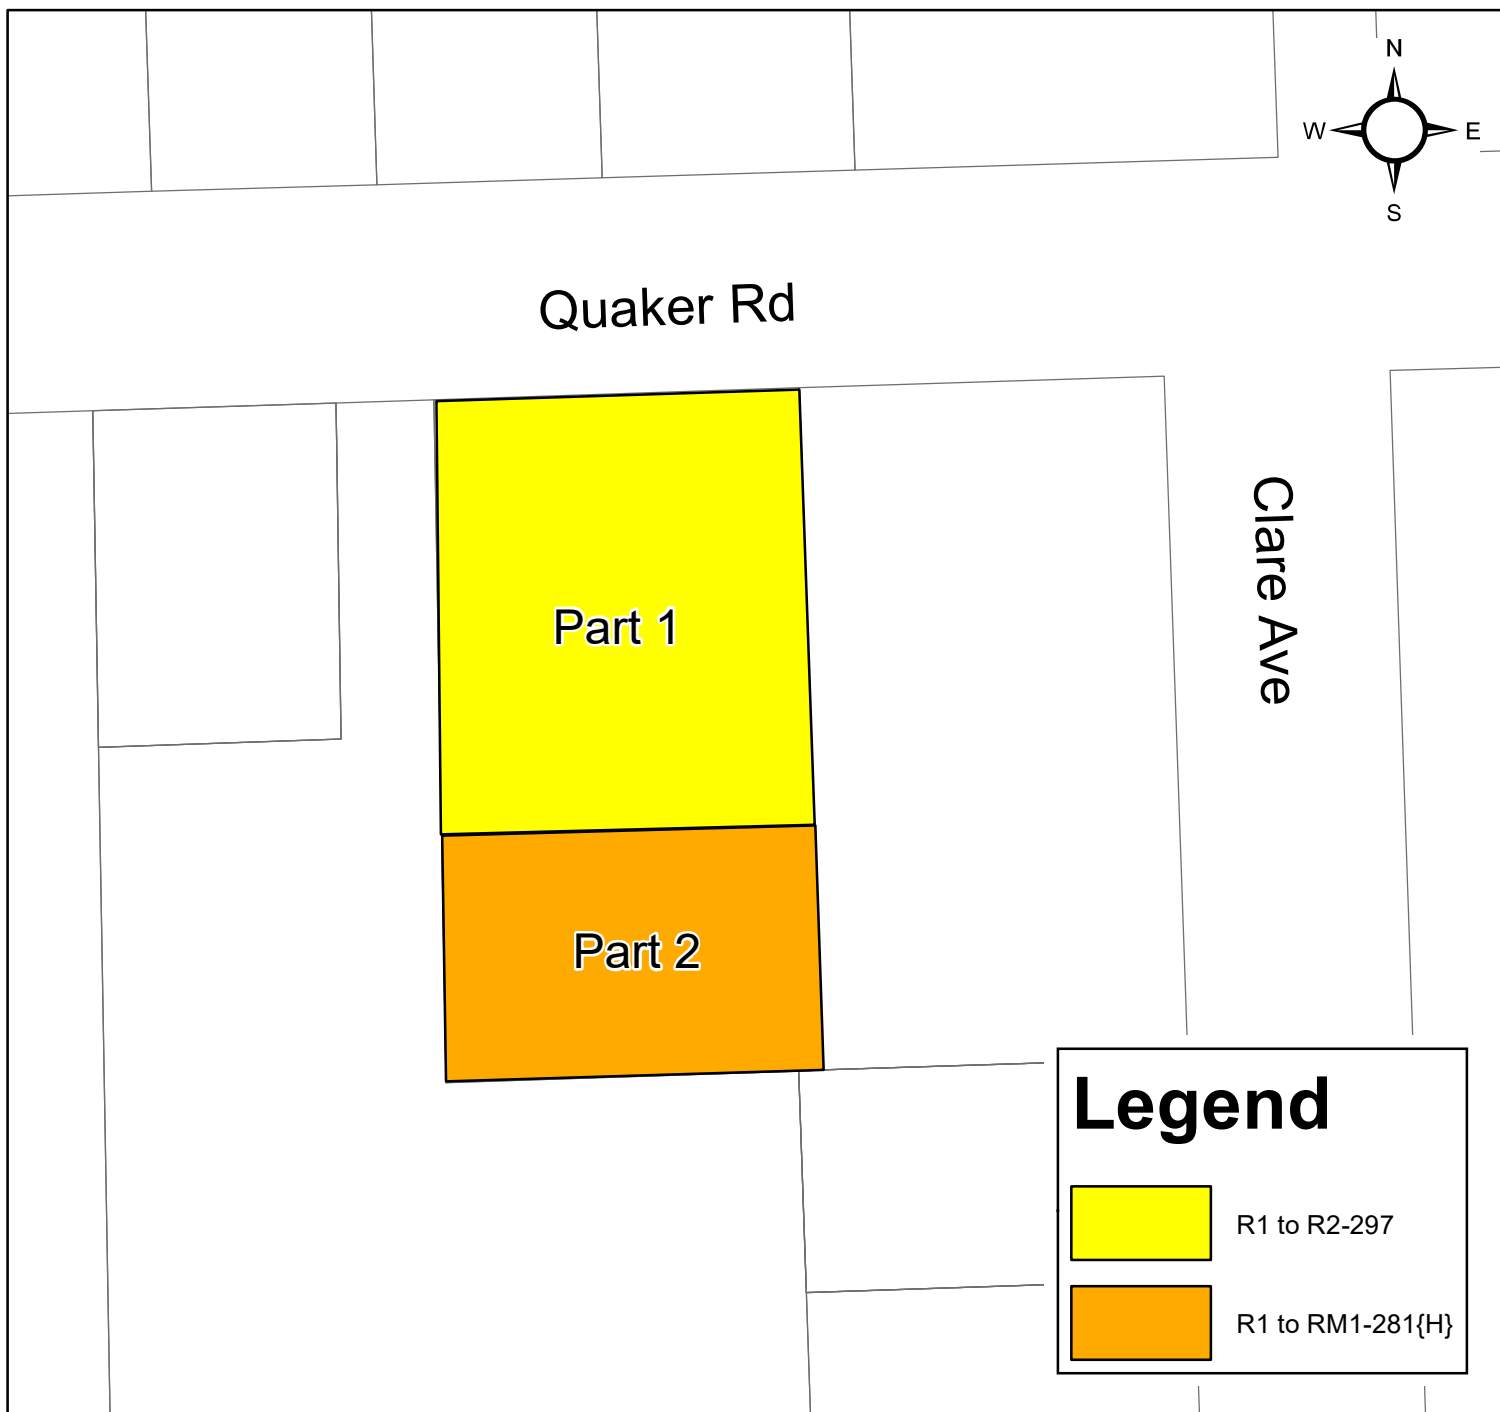 N
W E
S
Quaker Rd
Clare Ave
Part 1
Part 2
Legend
R1 to R2-297
R1 to RM1-281{H}